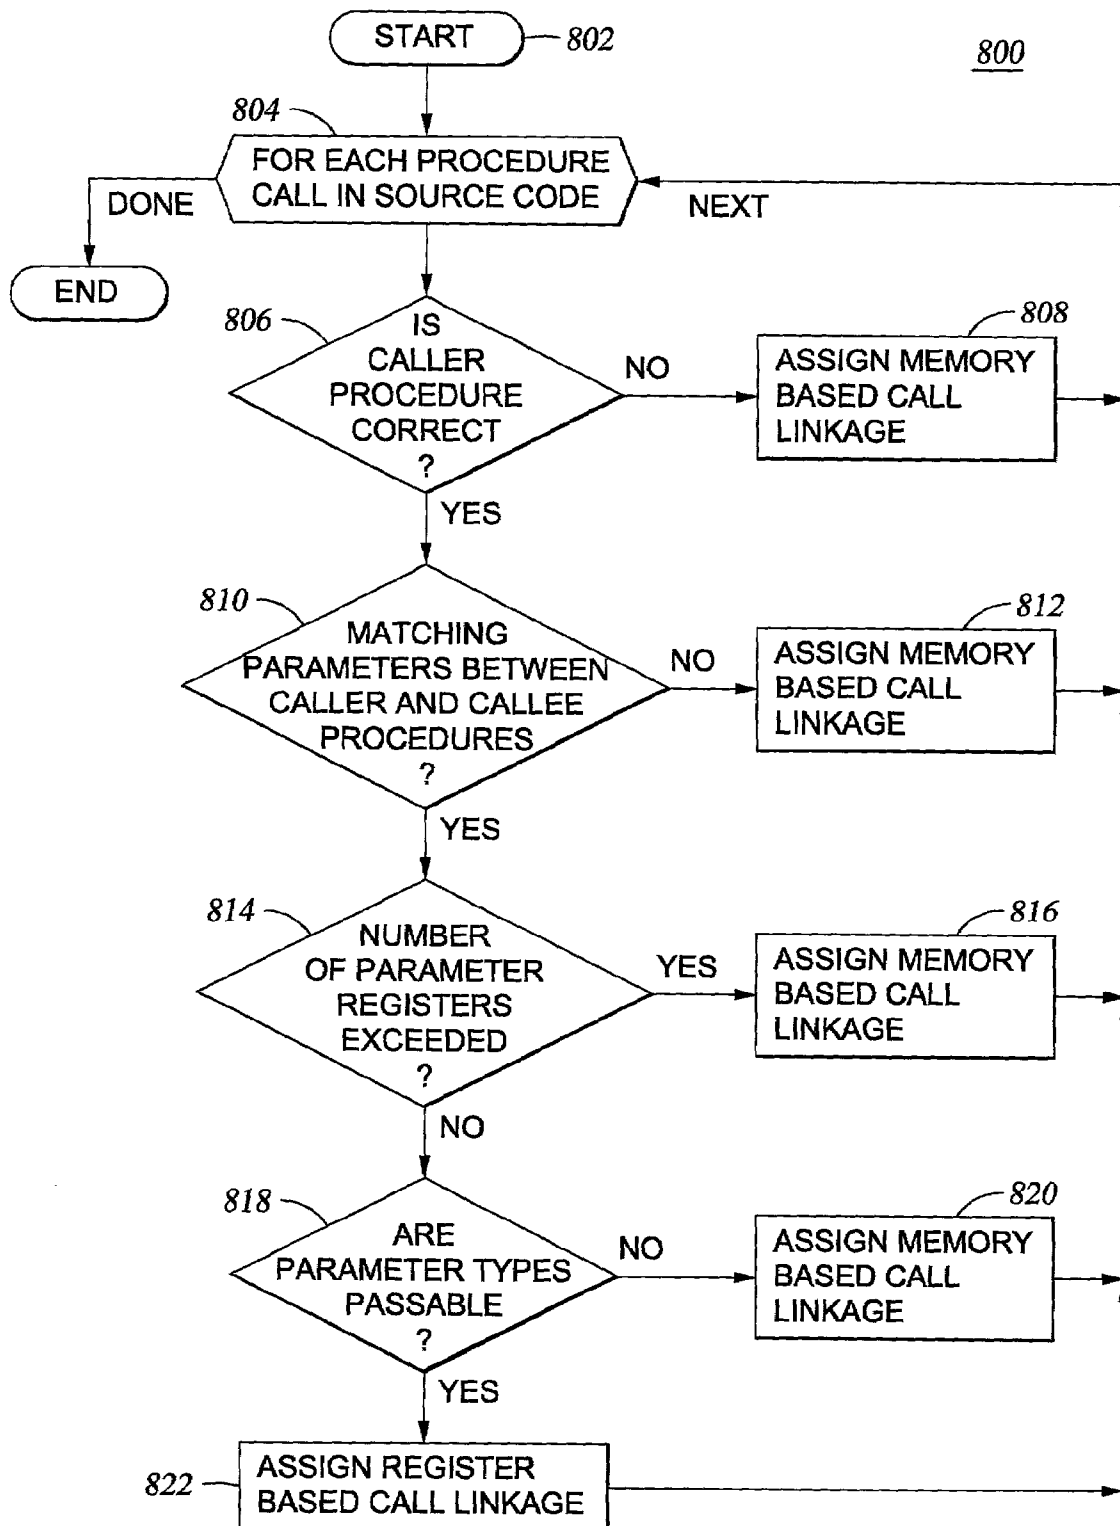 START
802
800
804
FOR EACH PROCEDURE
CALL IN SOURCE CODE
DONE
NEXT
END
806
IS
CALLER
PROCEDURE
CORRECT
?
NO
808
ASSIGN MEMORY
BASED CALL
LINKAGE
YES
810
MATCHING
PARAMETERS BETWEEN
CALLER AND CALLEE
PROCEDURES
?
NO
812
ASSIGN MEMORY
BASED CALL
LINKAGE
YES
814
NUMBER
OF PARAMETER
REGISTERS
EXCEEDED
?
YES
816
ASSIGN MEMORY
BASED CALL
LINKAGE
NO
818
ARE
PARAMETER TYPES
PASSABLE
?
NO
820
ASSIGN MEMORY
BASED CALL
LINKAGE
YES
822
ASSIGN REGISTER
BASED CALL LINKAGE